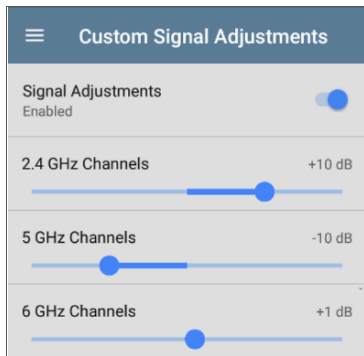 Custom Signal Adjustments
Signal Adjustments
Enabled
2.4 GHz Channels +10 dB
5 GHz Channels -10 dB
6 GHz Channels +1 dB